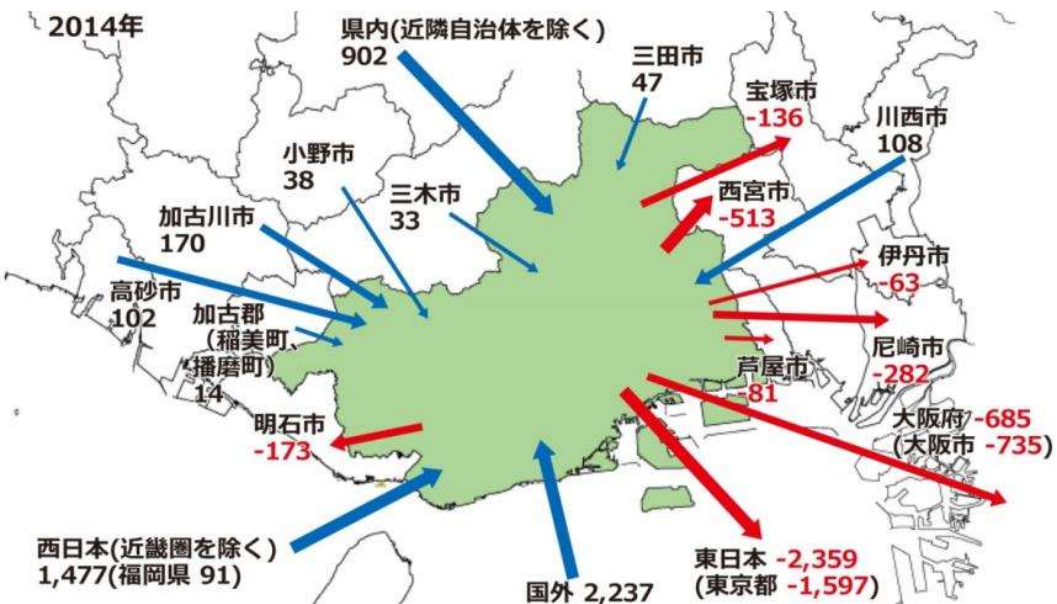 2014年
県内(近隣自治体を除く)
902
三田市
47
宝塚市
-136
川西市
108
小野市
38
三木市
33
西宮市
-513
加古川市
170
伊丹市
-63
高砂市
102
加古郡
(稲美町、
播磨町)
14
尼崎市
-282
芦屋市
-81
明石市
-173
大阪府 -685
(大阪市 -735)
西日本(近畿圏を除く)
1,477(福岡県 91)
国外 2,237
東日本 -2,359
(東京都 -1,597)